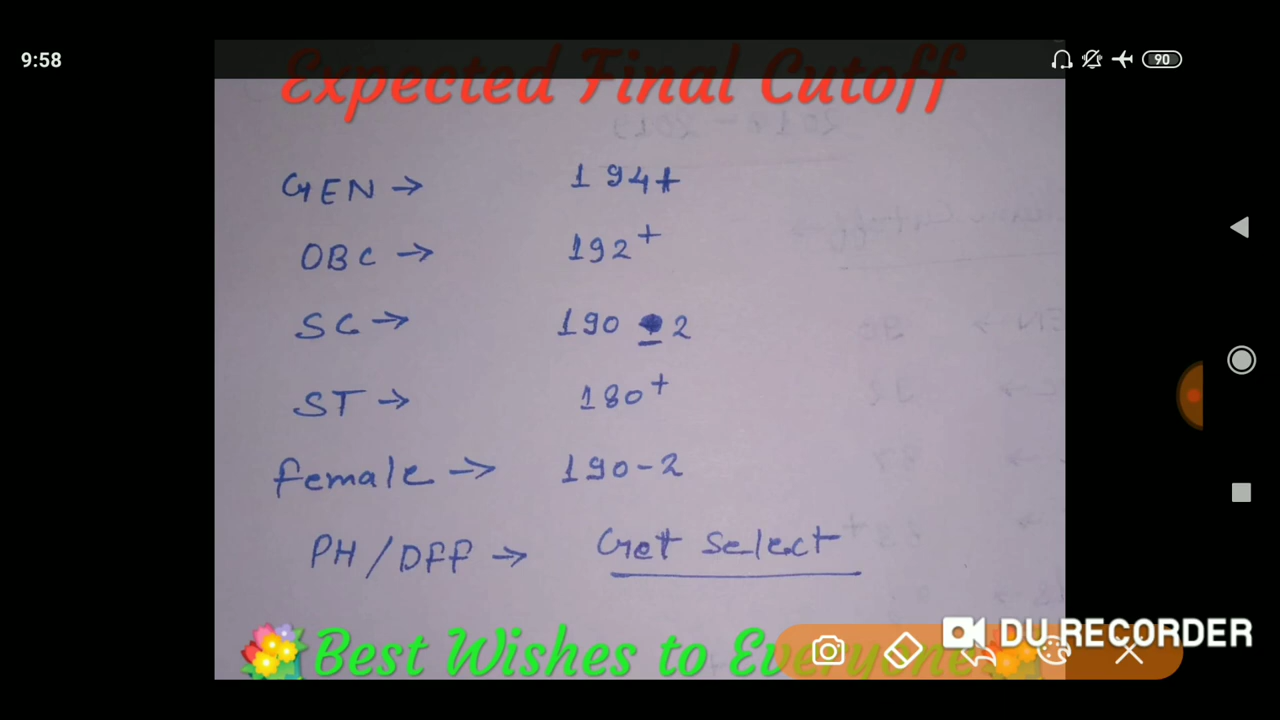 9:58
90
Expected Final Cutoff
GEN → 194+
OBC → 192+
SC → 190 - 2
ST → 180+
female → 190-2
PH/DFF → Get select
Best Wishes to Everyone
DU RECORDER